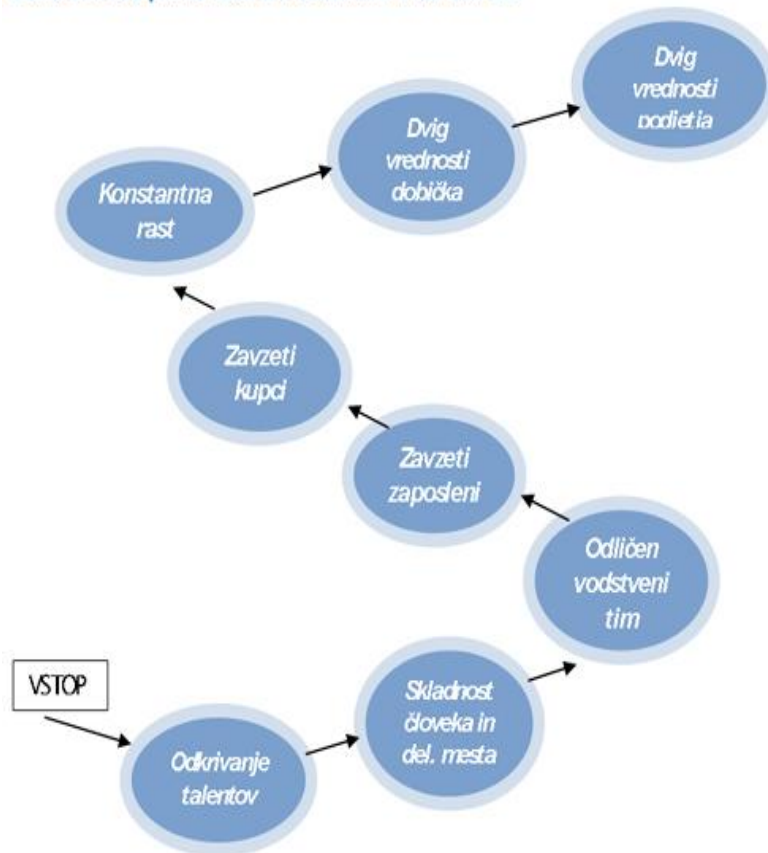 Dvig
vrednosti
podjetja
Dvig
vrednosti
dobička
Konstantna
rast
Zavzeti
kupci
Zavzeti
zaposleni
Odličen
vodstveni
tim
Skladnost
človeka in
del. mesta
VSTOP
Odkrivanje
talentov